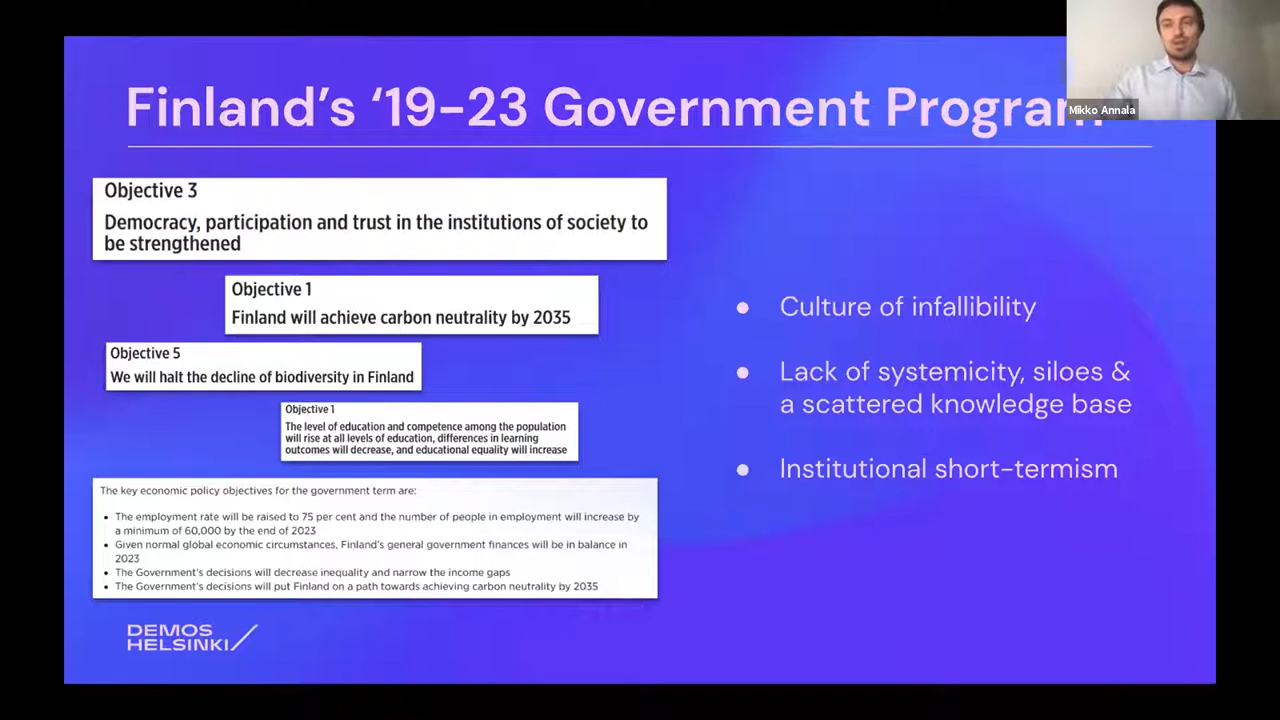 Finland's ‘19-23 Government Program
Mikko Annala
Objective 3
Democracy, participation and trust in the institutions of society to
be strengthened
Objective 1
Finland will achieve carbon neutrality by 2035
Objective 5
We will halt the decline of biodiversity in Finland
Objective 1
The level of education and competence among the population
will rise at all levels of education, differences in learning
outcomes will decrease, and educational equality will increase
The key economic policy objectives for the government term are:
• The employment rate will be raised to 75 per cent and the number of people in employment will increase by
a minimum of 60,000 by the end of 2023
• Given normal global economic circumstances, Finland's general government finances will be in balance in
2023
• The Government's decisions will decrease inequality and narrow the income gaps
• The Government's decisions will put Finland on a path towards achieving carbon neutrality by 2035
● Culture of infallibility
● Lack of systemicity, siloes &
a scattered knowledge base
● Institutional short-termism
DEMOS
HELSINKI